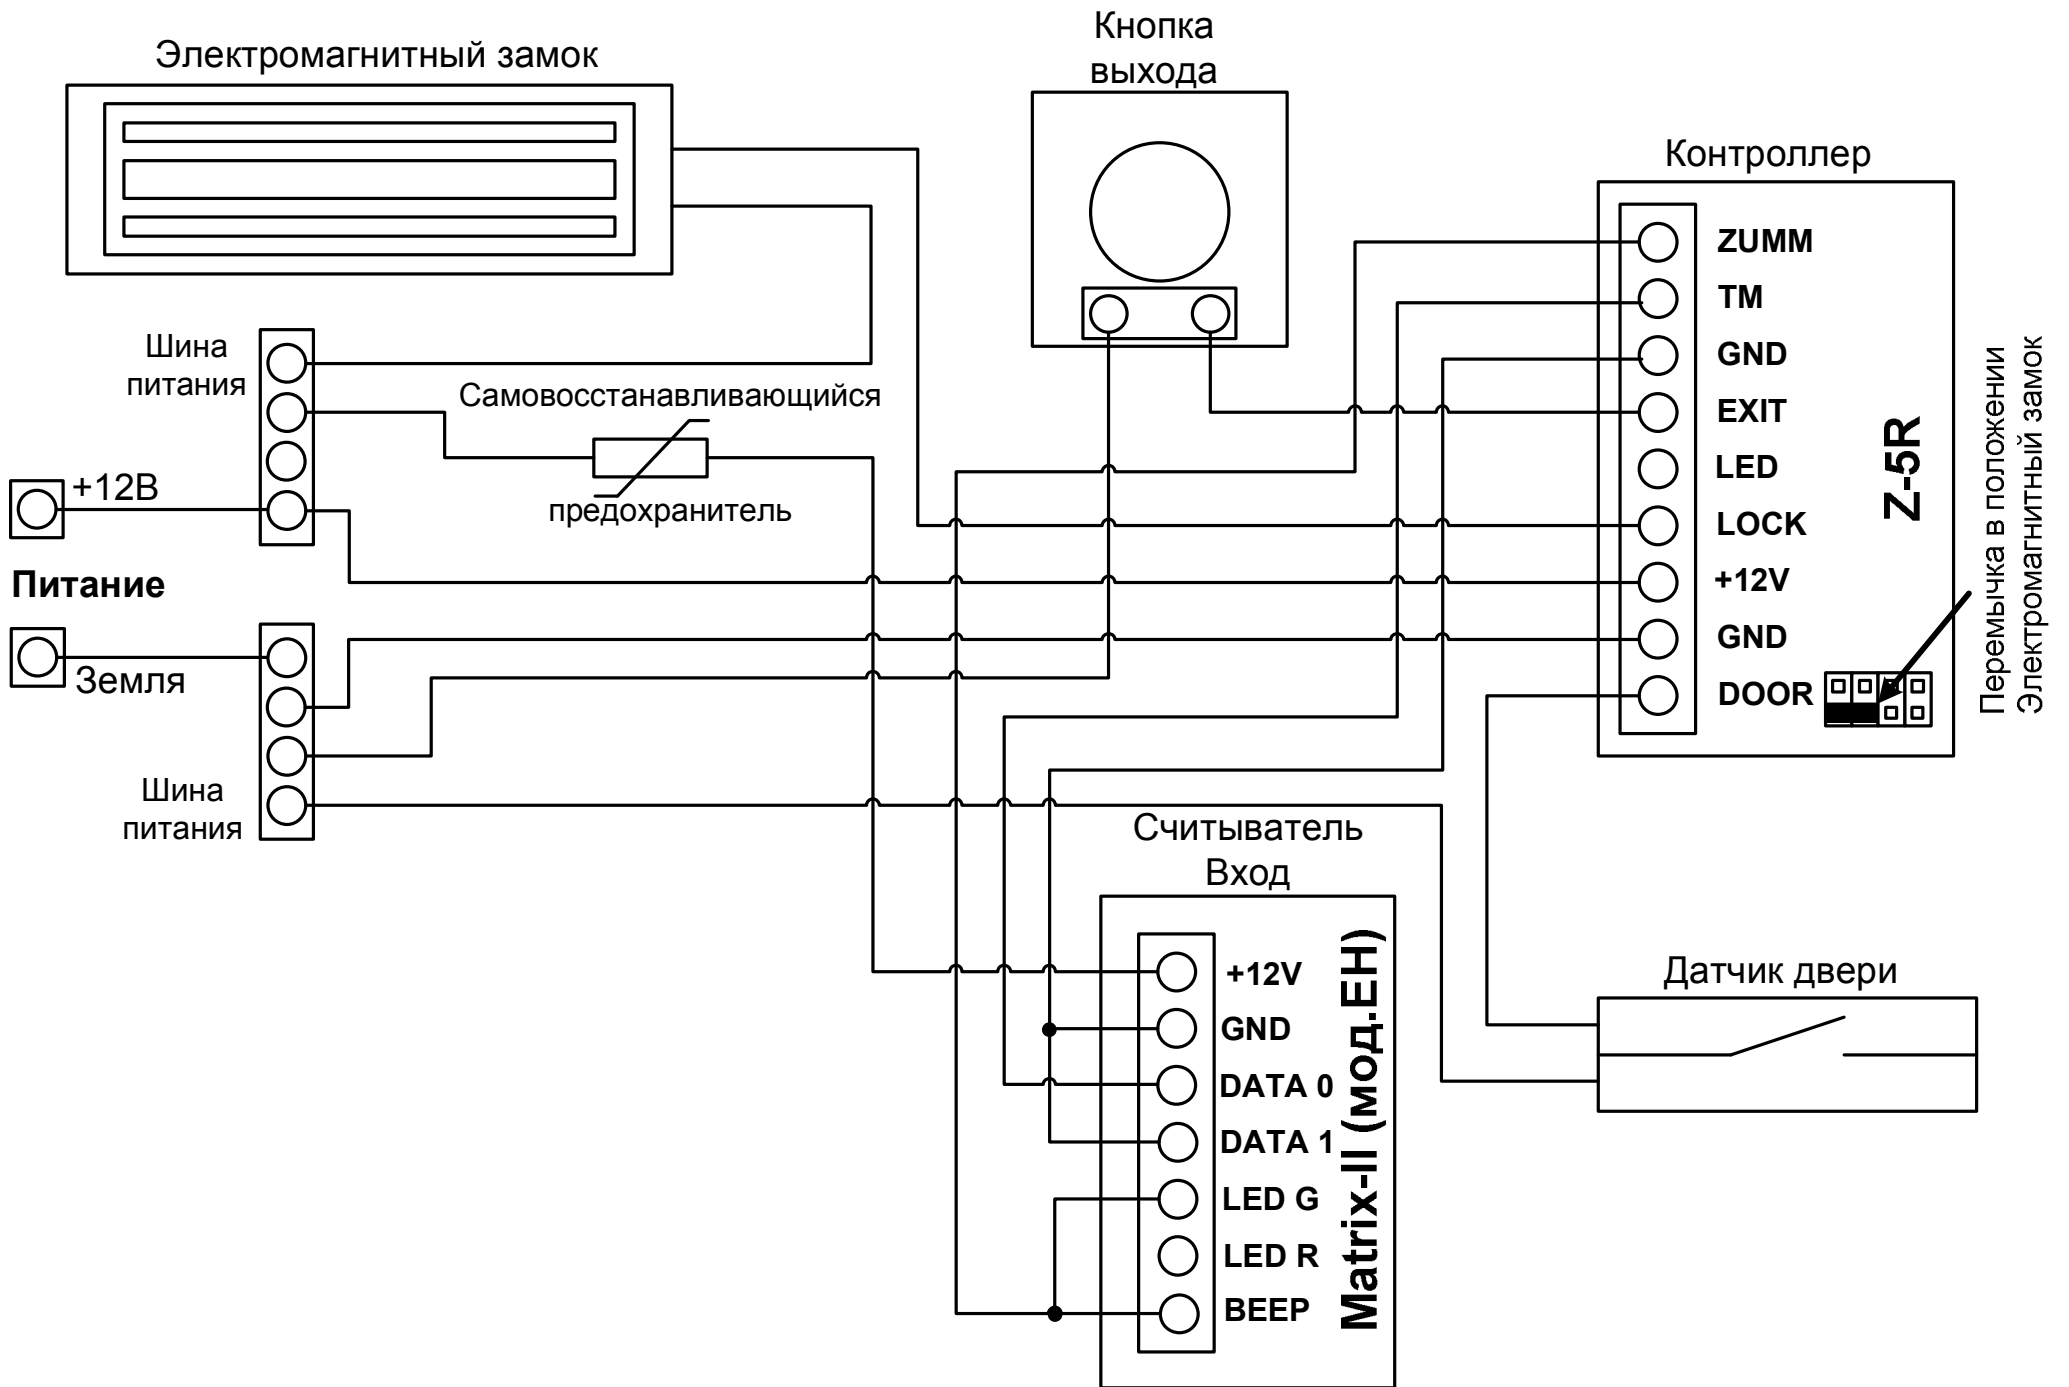 Электромагнитный замок
Кнопка
выхода
Контроллер
ZUMM
TM
GND
EXIT
LED
LOCK
+12V
GND
DOOR
Z-5R
Перемычка в положении
Электромагнитный замок
Шина
питания
Самовосстанавливающийся
предохранитель
+12В
Питание
Земля
Шина
питания
Считыватель
Вход
+12V
GND
DATA 0
DATA 1
LED G
LED R
BEEP
Matrix-II (мод.EH)
Датчик двери